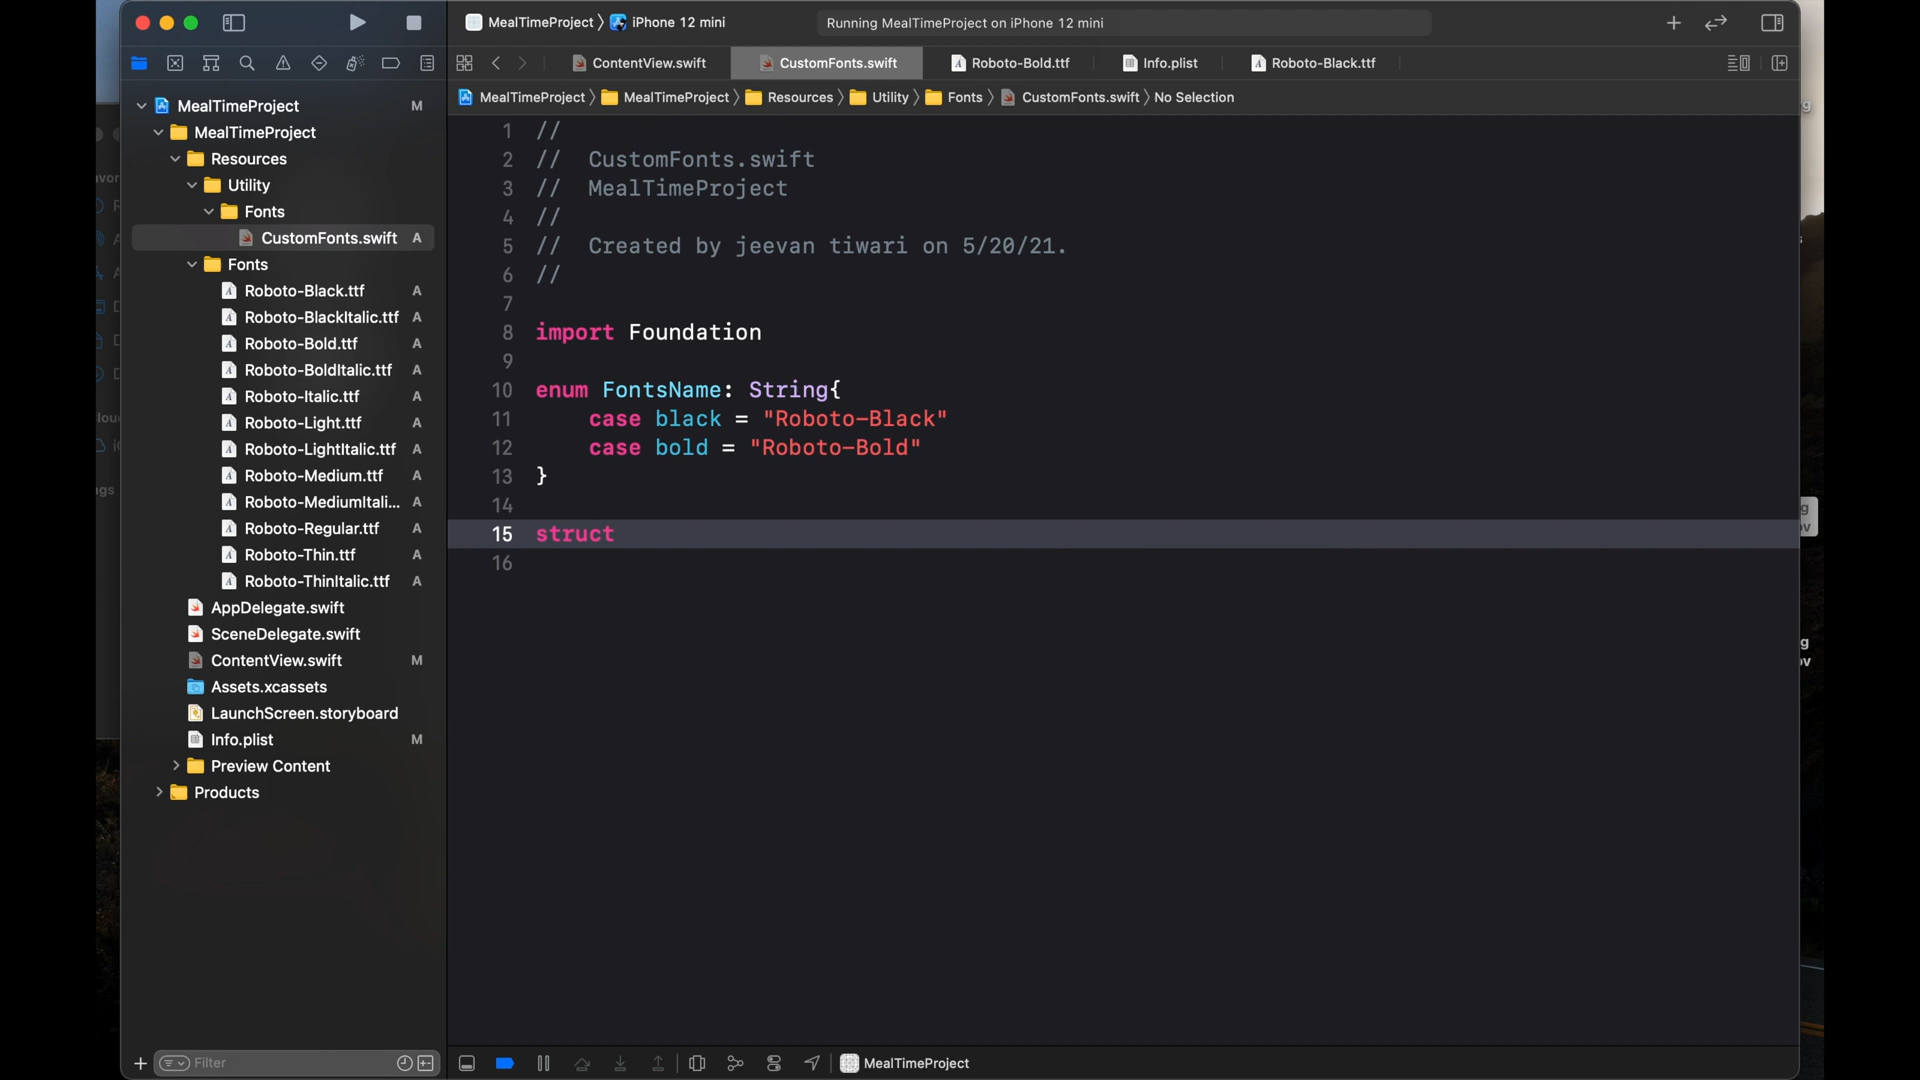 MealTimeProject iPhone 12 mini
Running MealTimeProject on iPhone 12 mini
ContentView.swift
CustomFonts.swift
Roboto-Bold.ttf
Info.plist
Roboto-Black.ttf
MealTimeProject MealTimeProject Resources Utility Fonts CustomFonts.swift No Selection
MealTimeProject M
MealTimeProject
Resources
Utility
Fonts
CustomFonts.swift A
Fonts
Roboto-Black.ttf A
Roboto-BlackItalic.ttf A
Roboto-Bold.ttf A
Roboto-BoldItalic.ttf A
Roboto-Italic.ttf A
Roboto-Light.ttf A
Roboto-LightItalic.ttf A
Roboto-Medium.ttf A
Roboto-MediumItali... A
Roboto-Regular.ttf A
Roboto-Thin.ttf A
Roboto-ThinItalic.ttf A
AppDelegate.swift
SceneDelegate.swift
ContentView.swift M
Assets.xcassets
LaunchScreen.storyboard
Info.plist M
Preview Content
Products
Filter
1 //
2 // CustomFonts.swift
3 // MealTimeProject
4 //
5 // Created by jeevan tiwari on 5/20/21.
6 //
7
8 import Foundation
9
10 enum FontsName: String{
11 case black = "Roboto-Black"
12 case bold = "Roboto-Bold"
13 }
14
15 struct
16
MealTimeProject